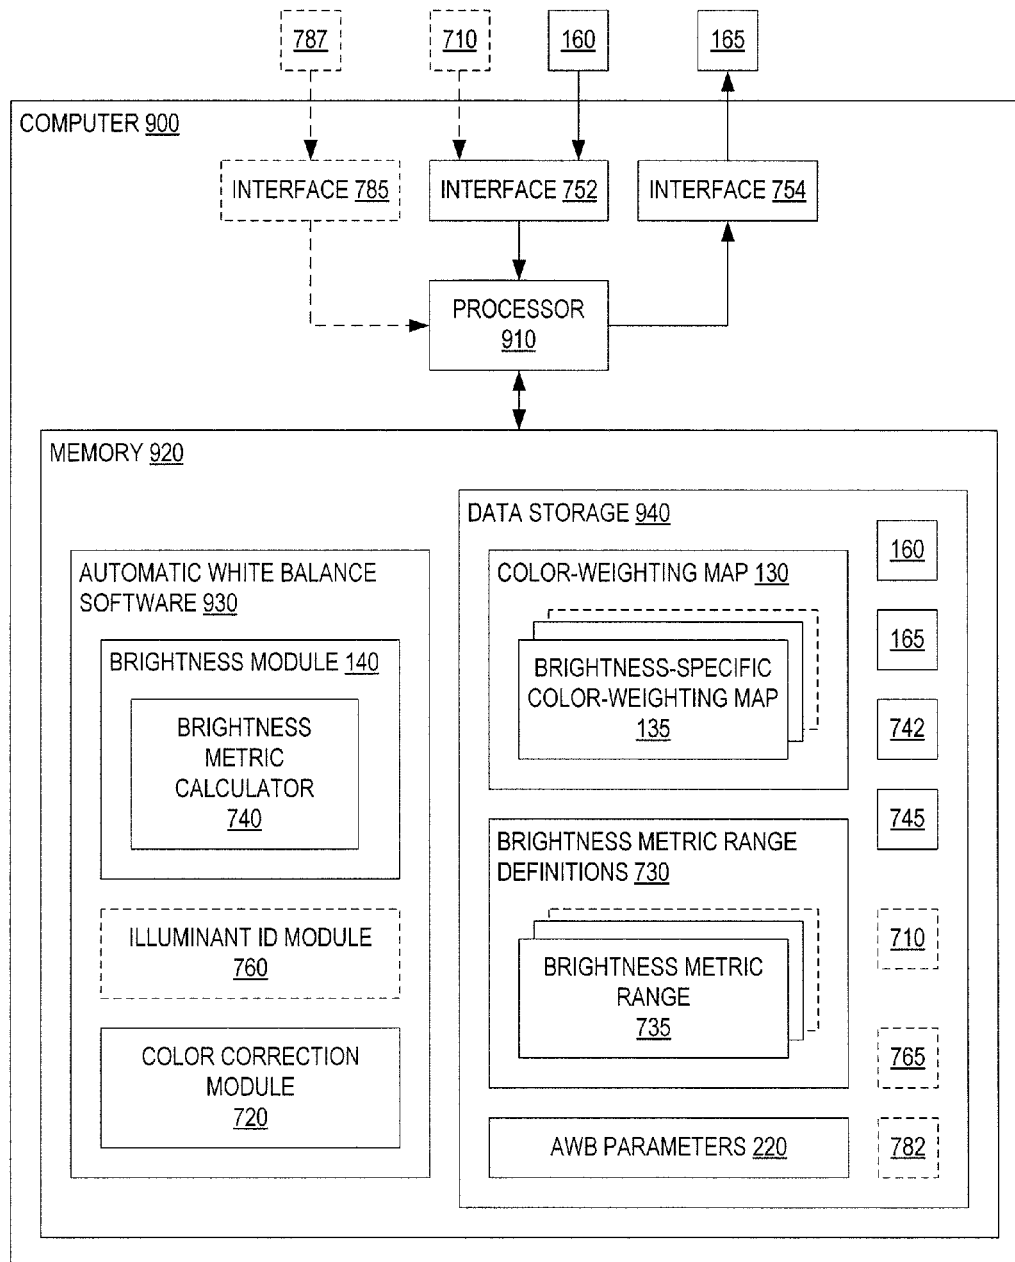 787
710
160
165
COMPUTER 900
INTERFACE 785
INTERFACE 752
INTERFACE 754
PROCESSOR
910
MEMORY 920
AUTOMATIC WHITE BALANCE
SOFTWARE 930
BRIGHTNESS MODULE 140
BRIGHTNESS
METRIC
CALCULATOR
740
ILLUMINANT ID MODULE
760
COLOR CORRECTION
MODULE
720
DATA STORAGE 940
COLOR-WEIGHTING MAP 130
BRIGHTNESS-SPECIFIC
COLOR-WEIGHTING MAP
135
BRIGHTNESS METRIC RANGE
DEFINITIONS 730
BRIGHTNESS METRIC
RANGE
735
AWB PARAMETERS 220
160
165
742
745
710
765
782